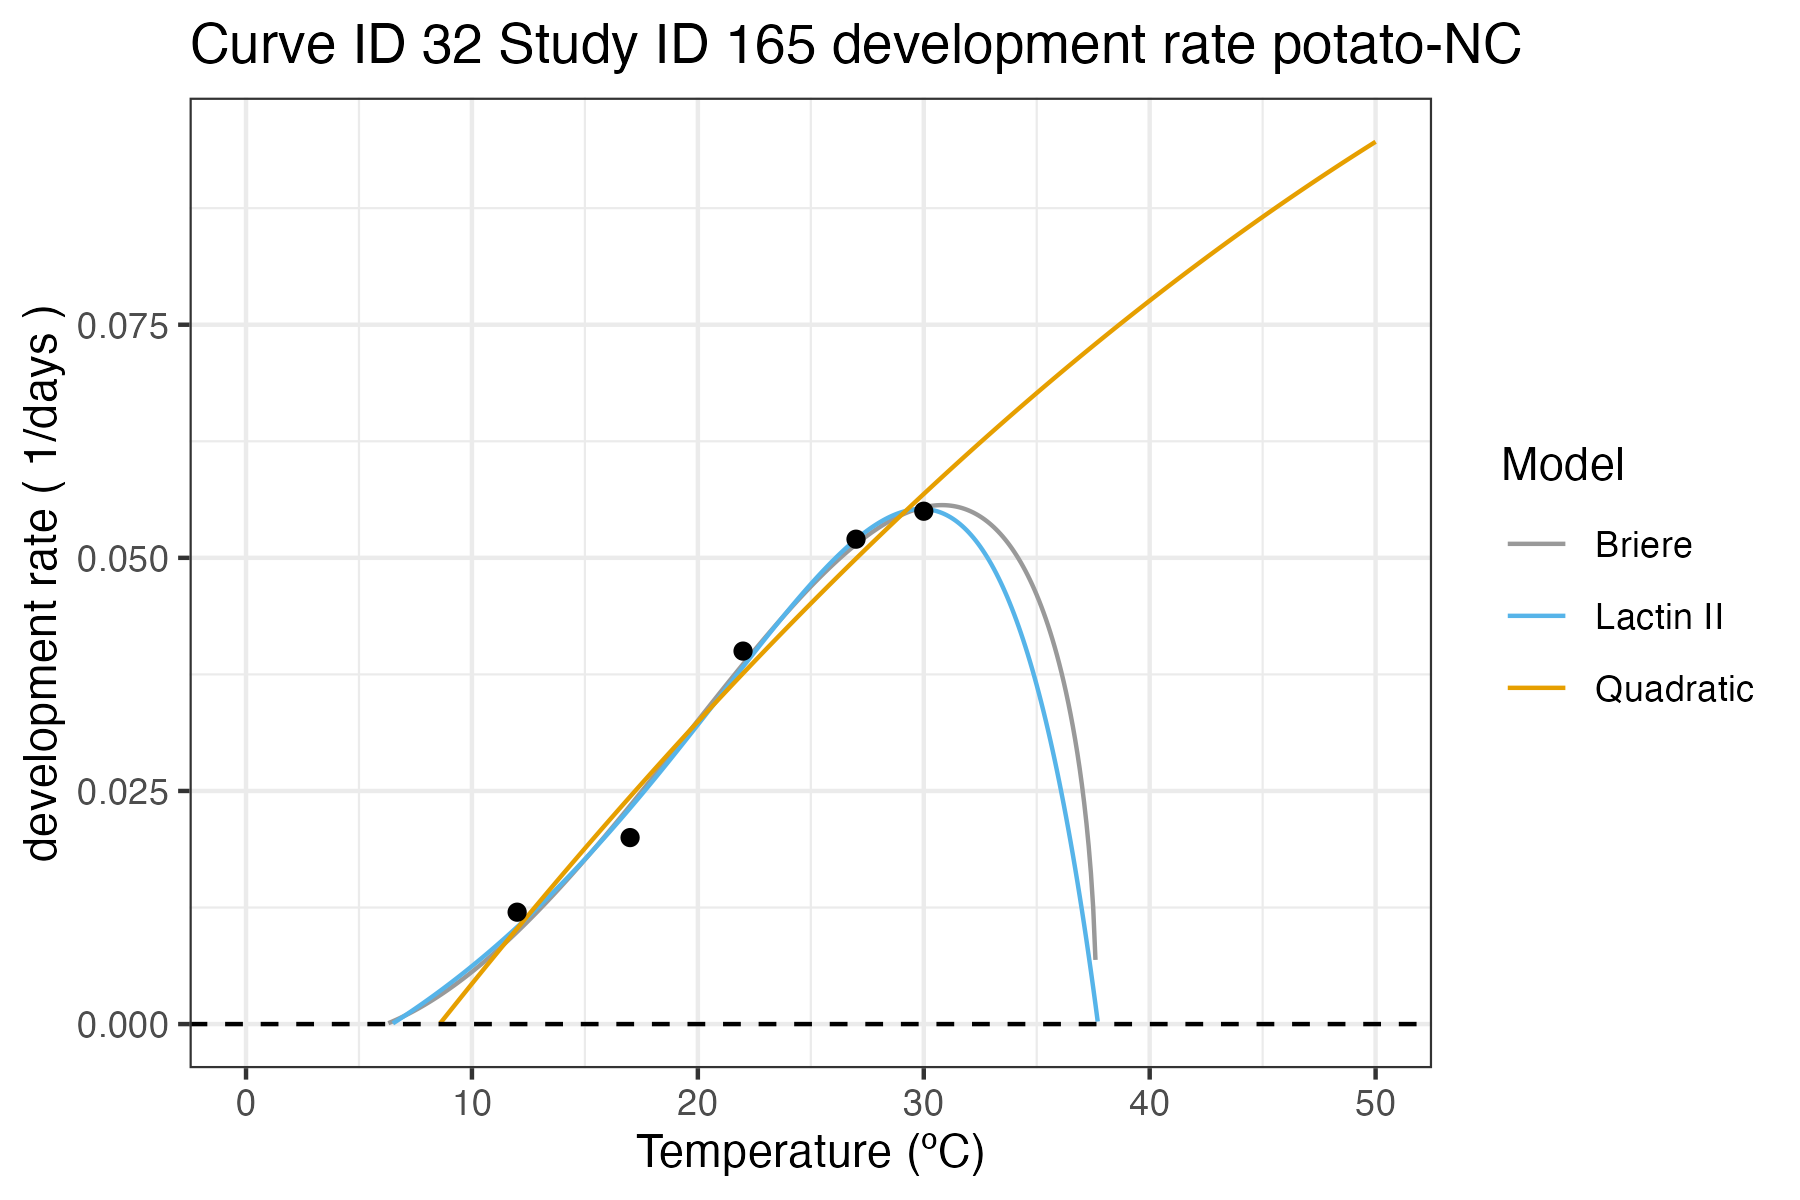 Curve ID 32 Study ID 165 development rate potato-NC
development rate ( 1/days )
0.075
0.050
0.025
0.000
0 10 20 30 40 50
Temperature (ºC)
Model
Briere
Lactin II
Quadratic